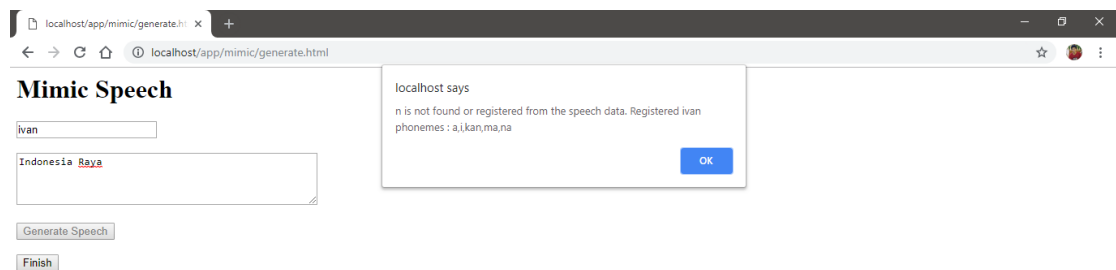 localhost/app/mimic/generate.ht
localhost/app/mimic/generate.html
Mimic Speech
localhost says
n is not found or registered from the speech data. Registered ivan
phonemes : a,i,kan,ma,na
OK
ivan
Indonesia Raya
Generate Speech
Finish